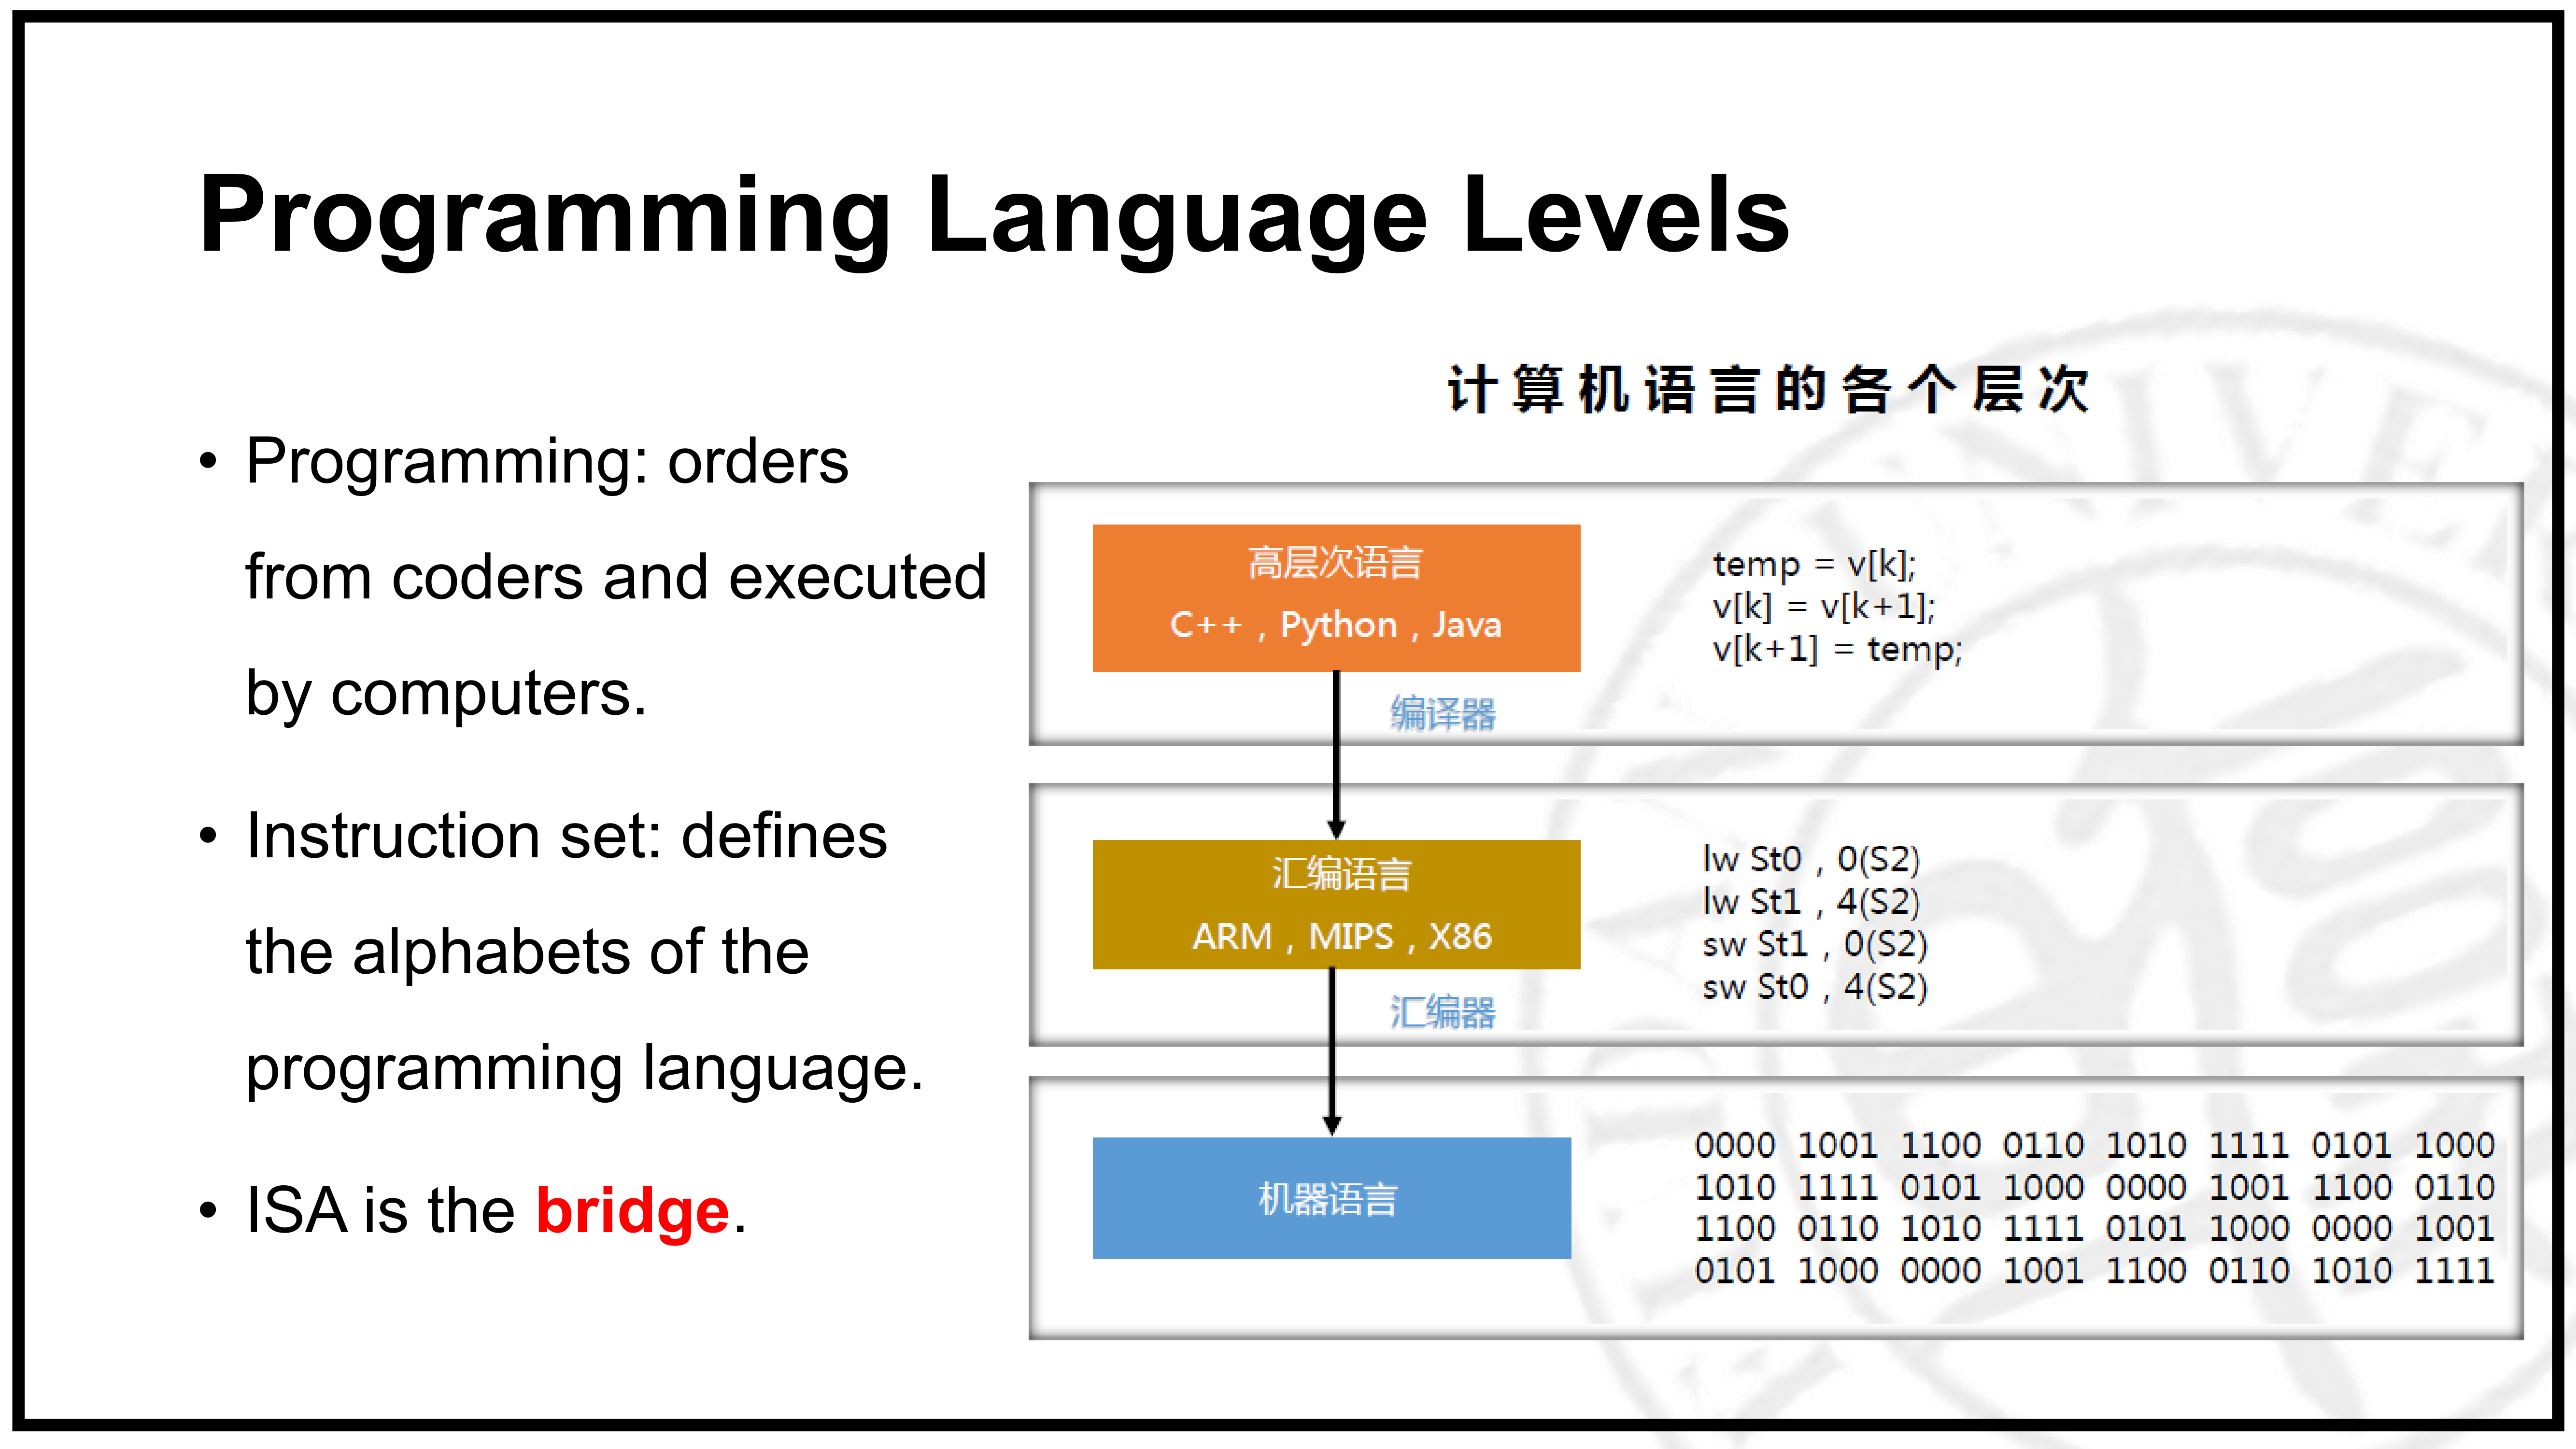 Programming Language Levels
• Programming: orders
from coders and executed
by computers.
• Instruction set: defines
the alphabets of the
programming language.
• ISA is the bridge.
计算机语言的各个层次
高层次语言
C++，Python，Java
temp = v[k];
v[k] = v[k+1];
v[k+1] = temp;
编译器
汇编语言
ARM，MIPS，X86
lw St0，0(S2)
lw St1，4(S2)
sw St1，0(S2)
sw St0，4(S2)
汇编器
机器语言
0000 1001 1100 0110 1010 1111 0101 1000
1010 1111 0101 1000 0000 1001 1100 0110
1100 0110 1010 1111 0101 1000 0000 1001
0101 1000 0000 1001 1100 0110 1010 1111